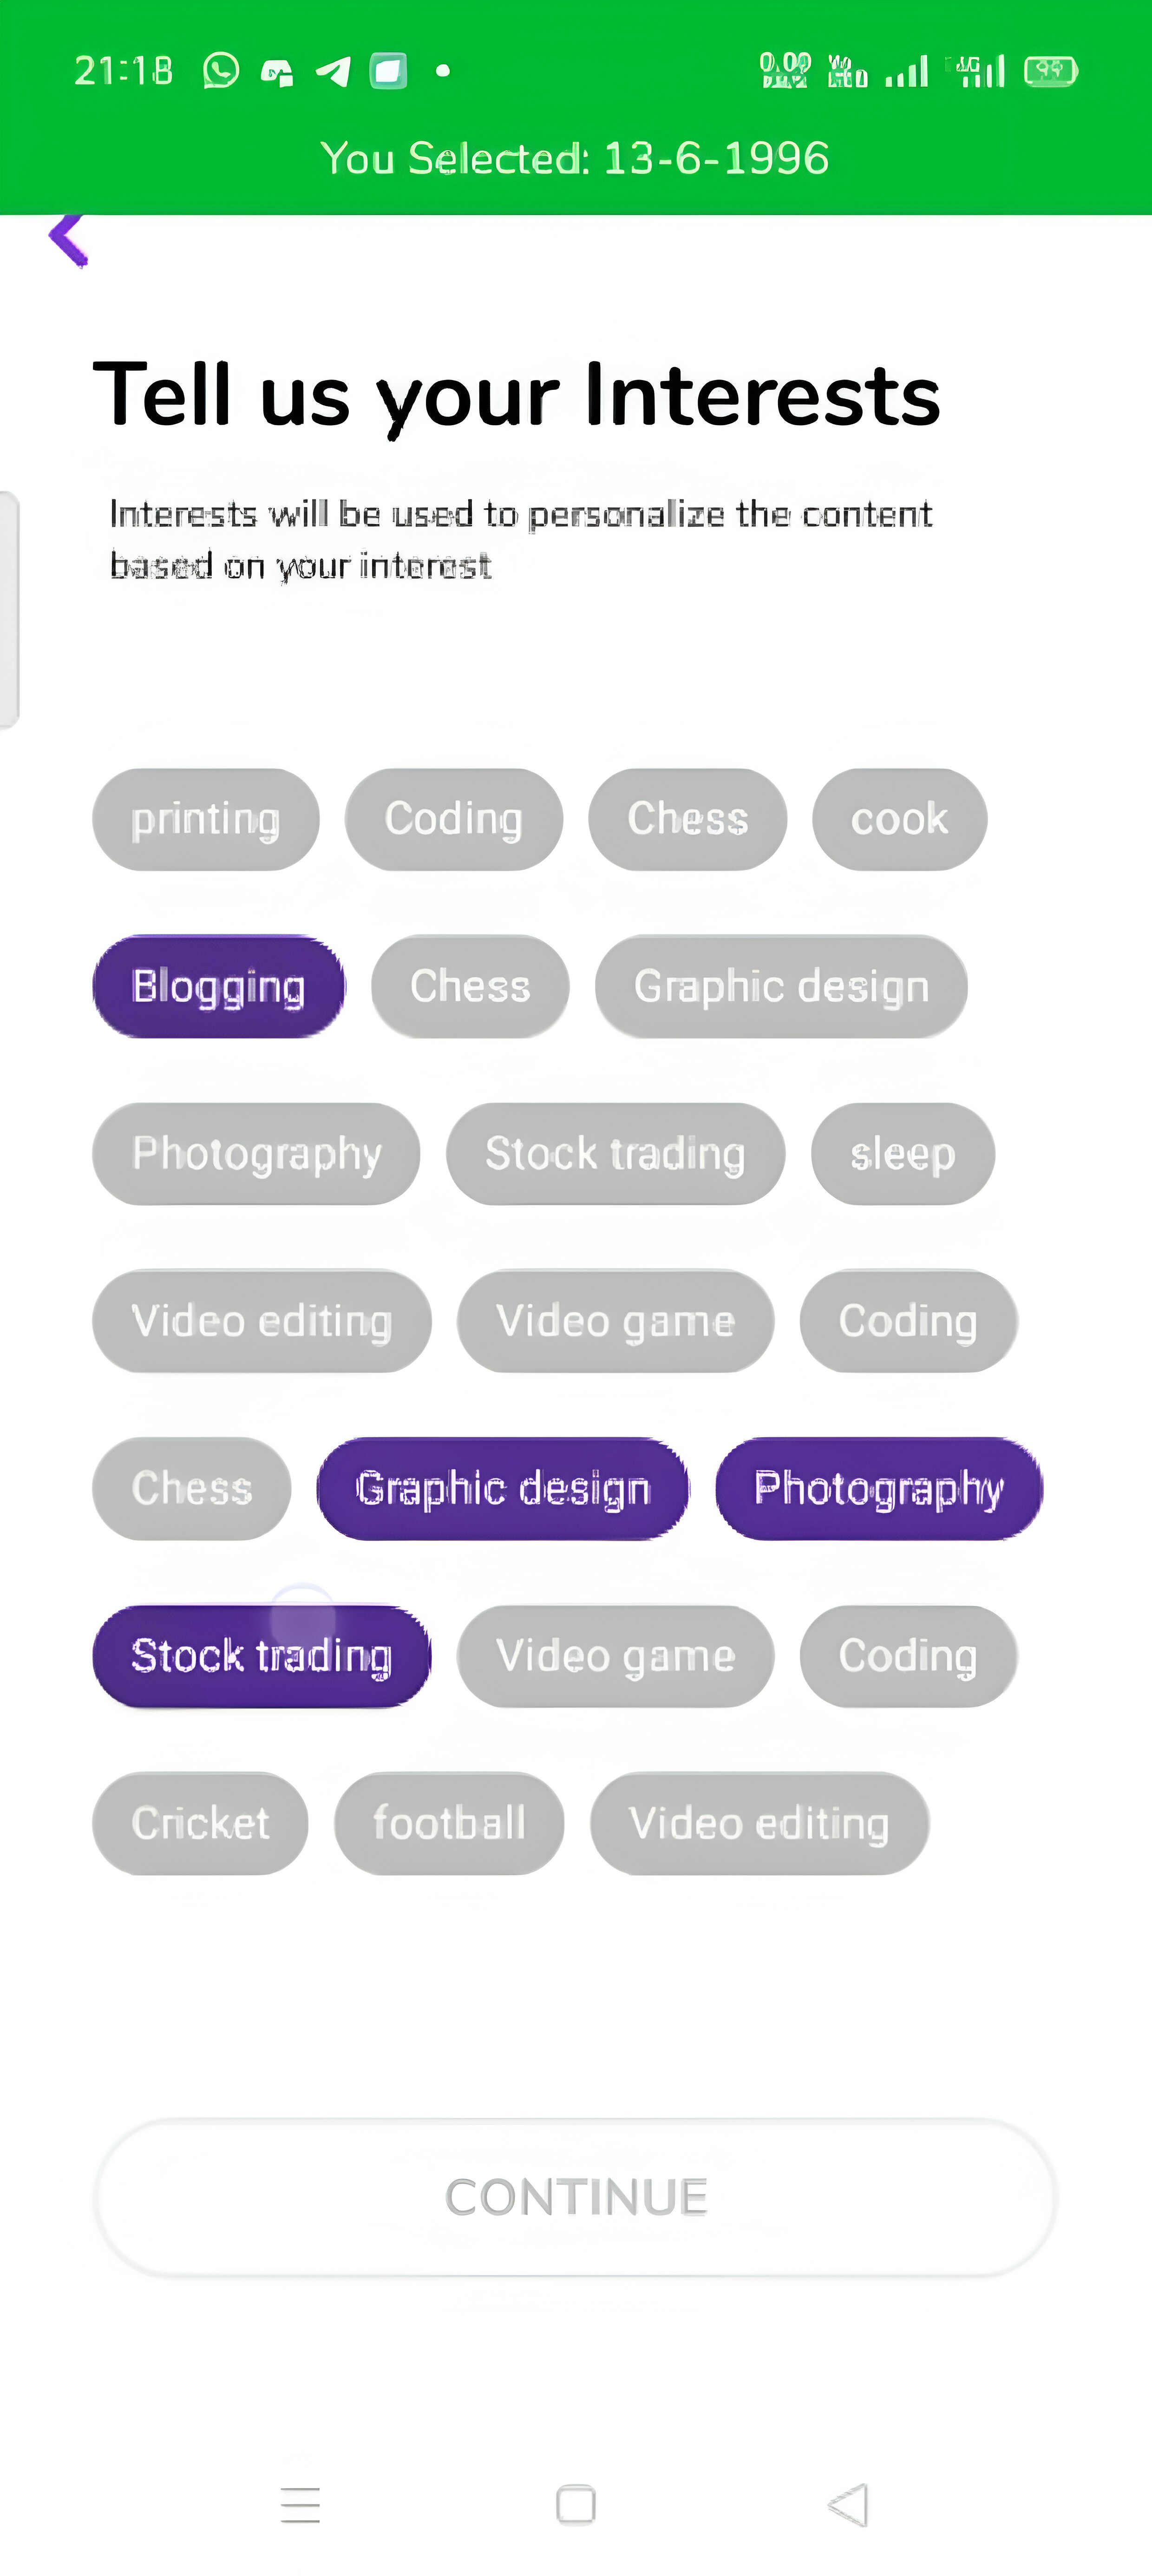 21:18
You Selected: 13-6-1996
Tell us your Interests
Interests will be used to personalize the content
based on your interest
printing Coding Chess cook
Blogging Chess Graphic design
Photography Stock trading sleep
Video editing Video game Coding
Chess Graphic design Photography
Stock trading Video game Coding
Cricket football Video editing
CONTINUE